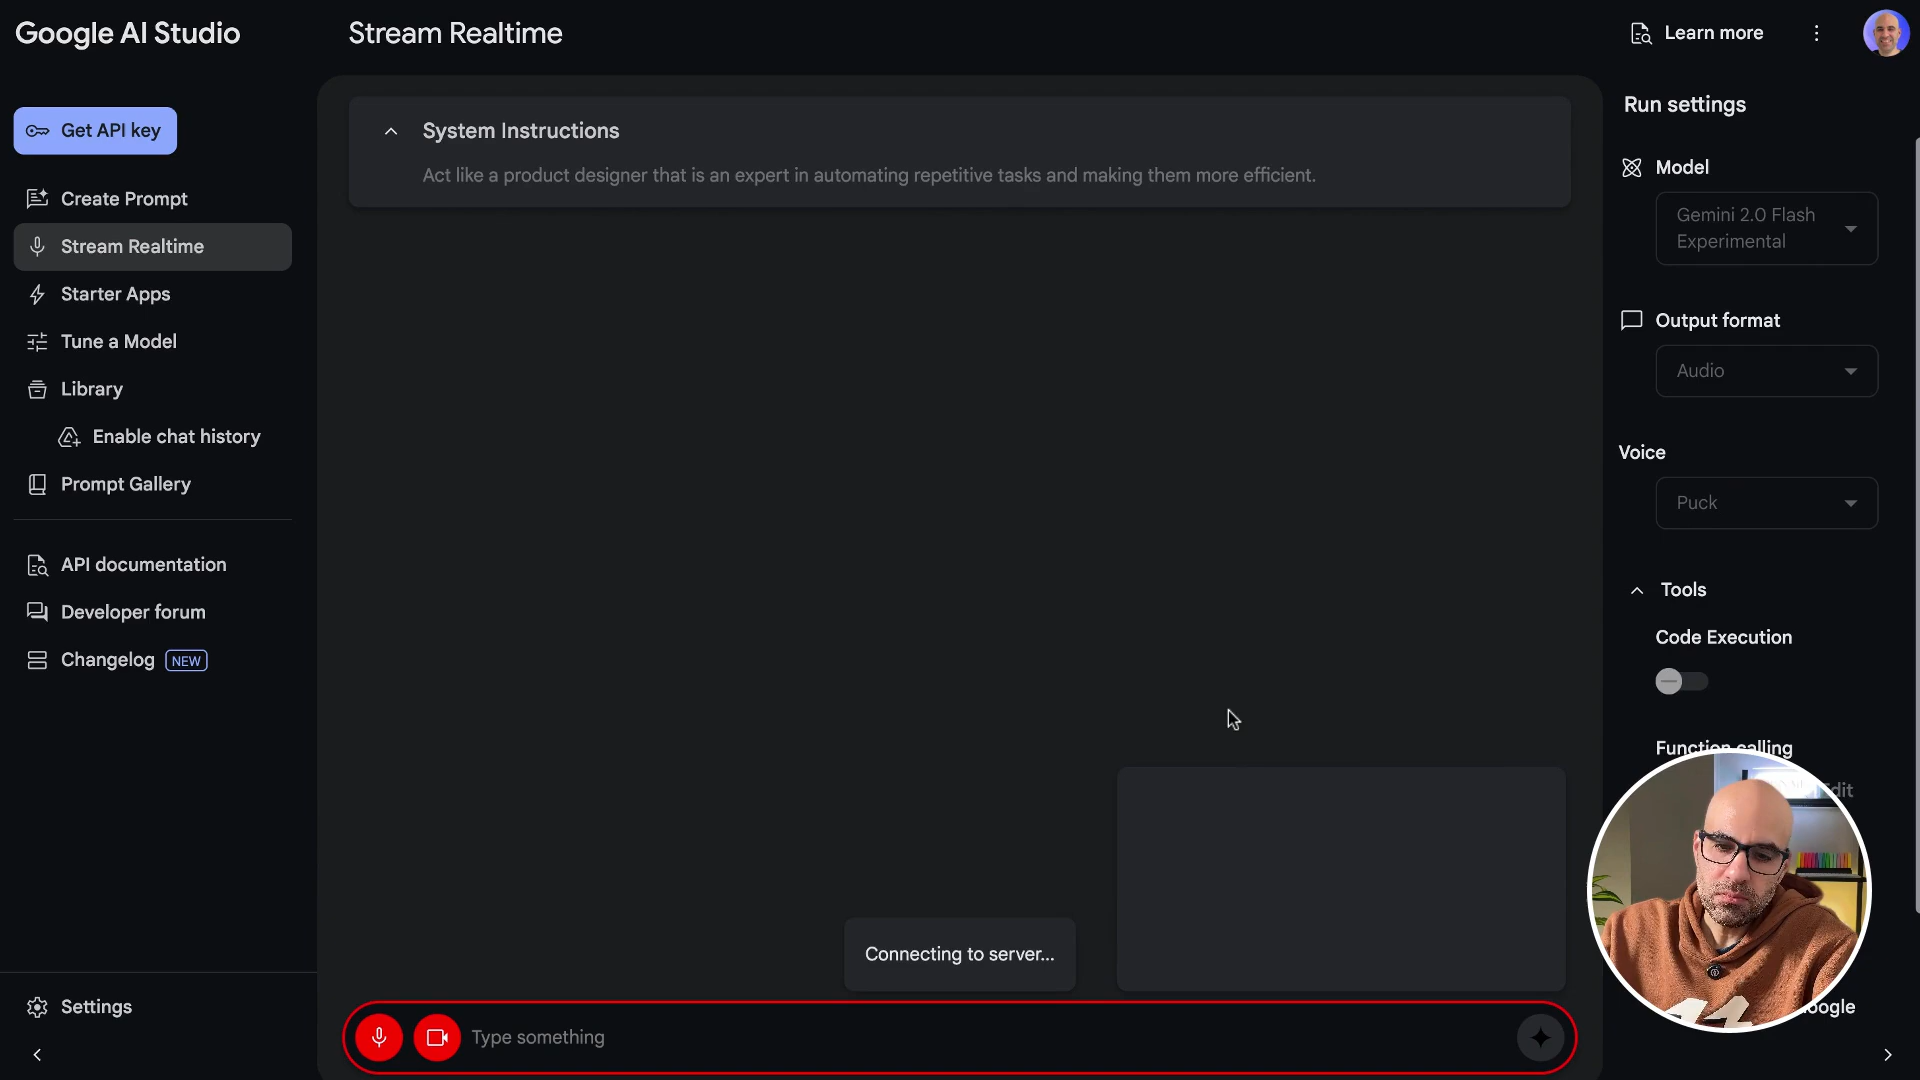 Google AI Studio
Stream Realtime
Learn more
Get API key
Create Prompt
Stream Realtime
Starter Apps
Tune a Model
Library
Enable chat history
Prompt Gallery
API documentation
Developer forum
Changelog NEW
Settings
System Instructions
Act like a product designer that is an expert in automating repetitive tasks and making them more efficient.
Connecting to server...
Type something
Run settings
Model
Gemini 2.0 Flash
Experimental
Output format
Audio
Voice
Puck
Tools
Code Execution
Function calling